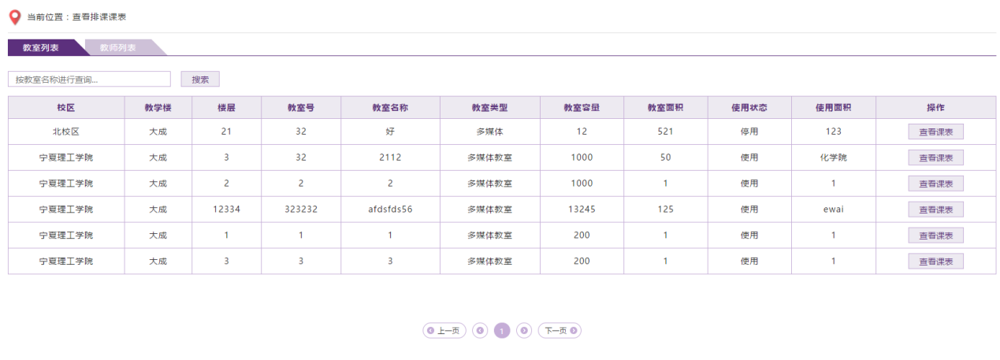 当前位置：查看排课课表
教室列表 教师列表
按教室名称进行查询... 搜索
校区 教学楼 楼层 教室号 教室名称 教室类型 教室容量 教室面积 使用状态 使用面积 操作
北校区 大成 21 32 好 多媒体 12 521 停用 123 查看课表
宁夏理工学院 大成 3 32 2112 多媒体教室 1000 50 使用 化学院 查看课表
宁夏理工学院 大成 2 2 2 多媒体教室 1000 1 使用 1 查看课表
宁夏理工学院 大成 12334 323232 afdsfds56 多媒体教室 13245 125 使用 ewai 查看课表
宁夏理工学院 大成 1 1 1 多媒体教室 200 1 使用 1 查看课表
宁夏理工学院 大成 3 3 3 多媒体教室 200 1 使用 1 查看课表
上一页 1 下一页